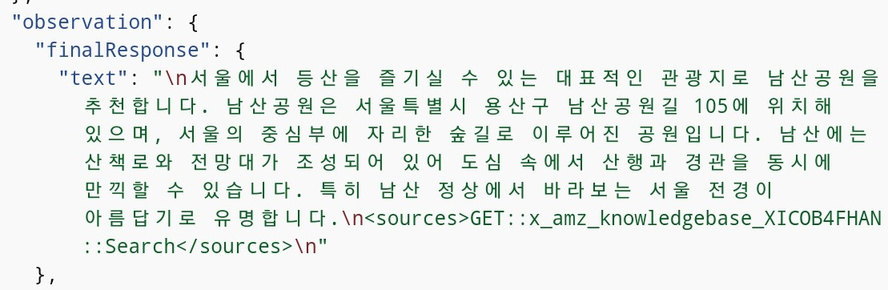 "observation": {
"finalResponse": {
"text": "\n서울에서 등산을 즐기실 수 있는 대표적인 관광지로 남산공원을
추천합니다. 남산공원은 서울특별시 용산구 남산공원길 105에 위치해
있으며, 서울의 중심부에 자리한 숲길로 이루어진 공원입니다. 남산에는
산책로와 전망대가 조성되어 있어 도심 속에서 산행과 경관을 동시에
만끽할 수 있습니다. 특히 남산 정상에서 바라보는 서울 전경이
아름답기로 유명합니다.\n<sources>GET::x_amz_knowledgebase_XICOB4FHAN
::Search</sources>\n"
},